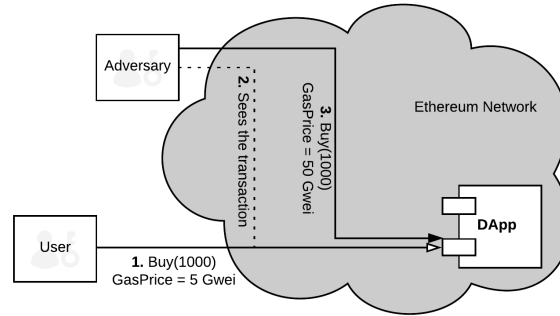 Adversary
Ethereum Network
2. Sees the transaction
3. Buy(1000)
GasPrice = 50 Gwei
DApp
User
1. Buy(1000)
GasPrice = 5 Gwei